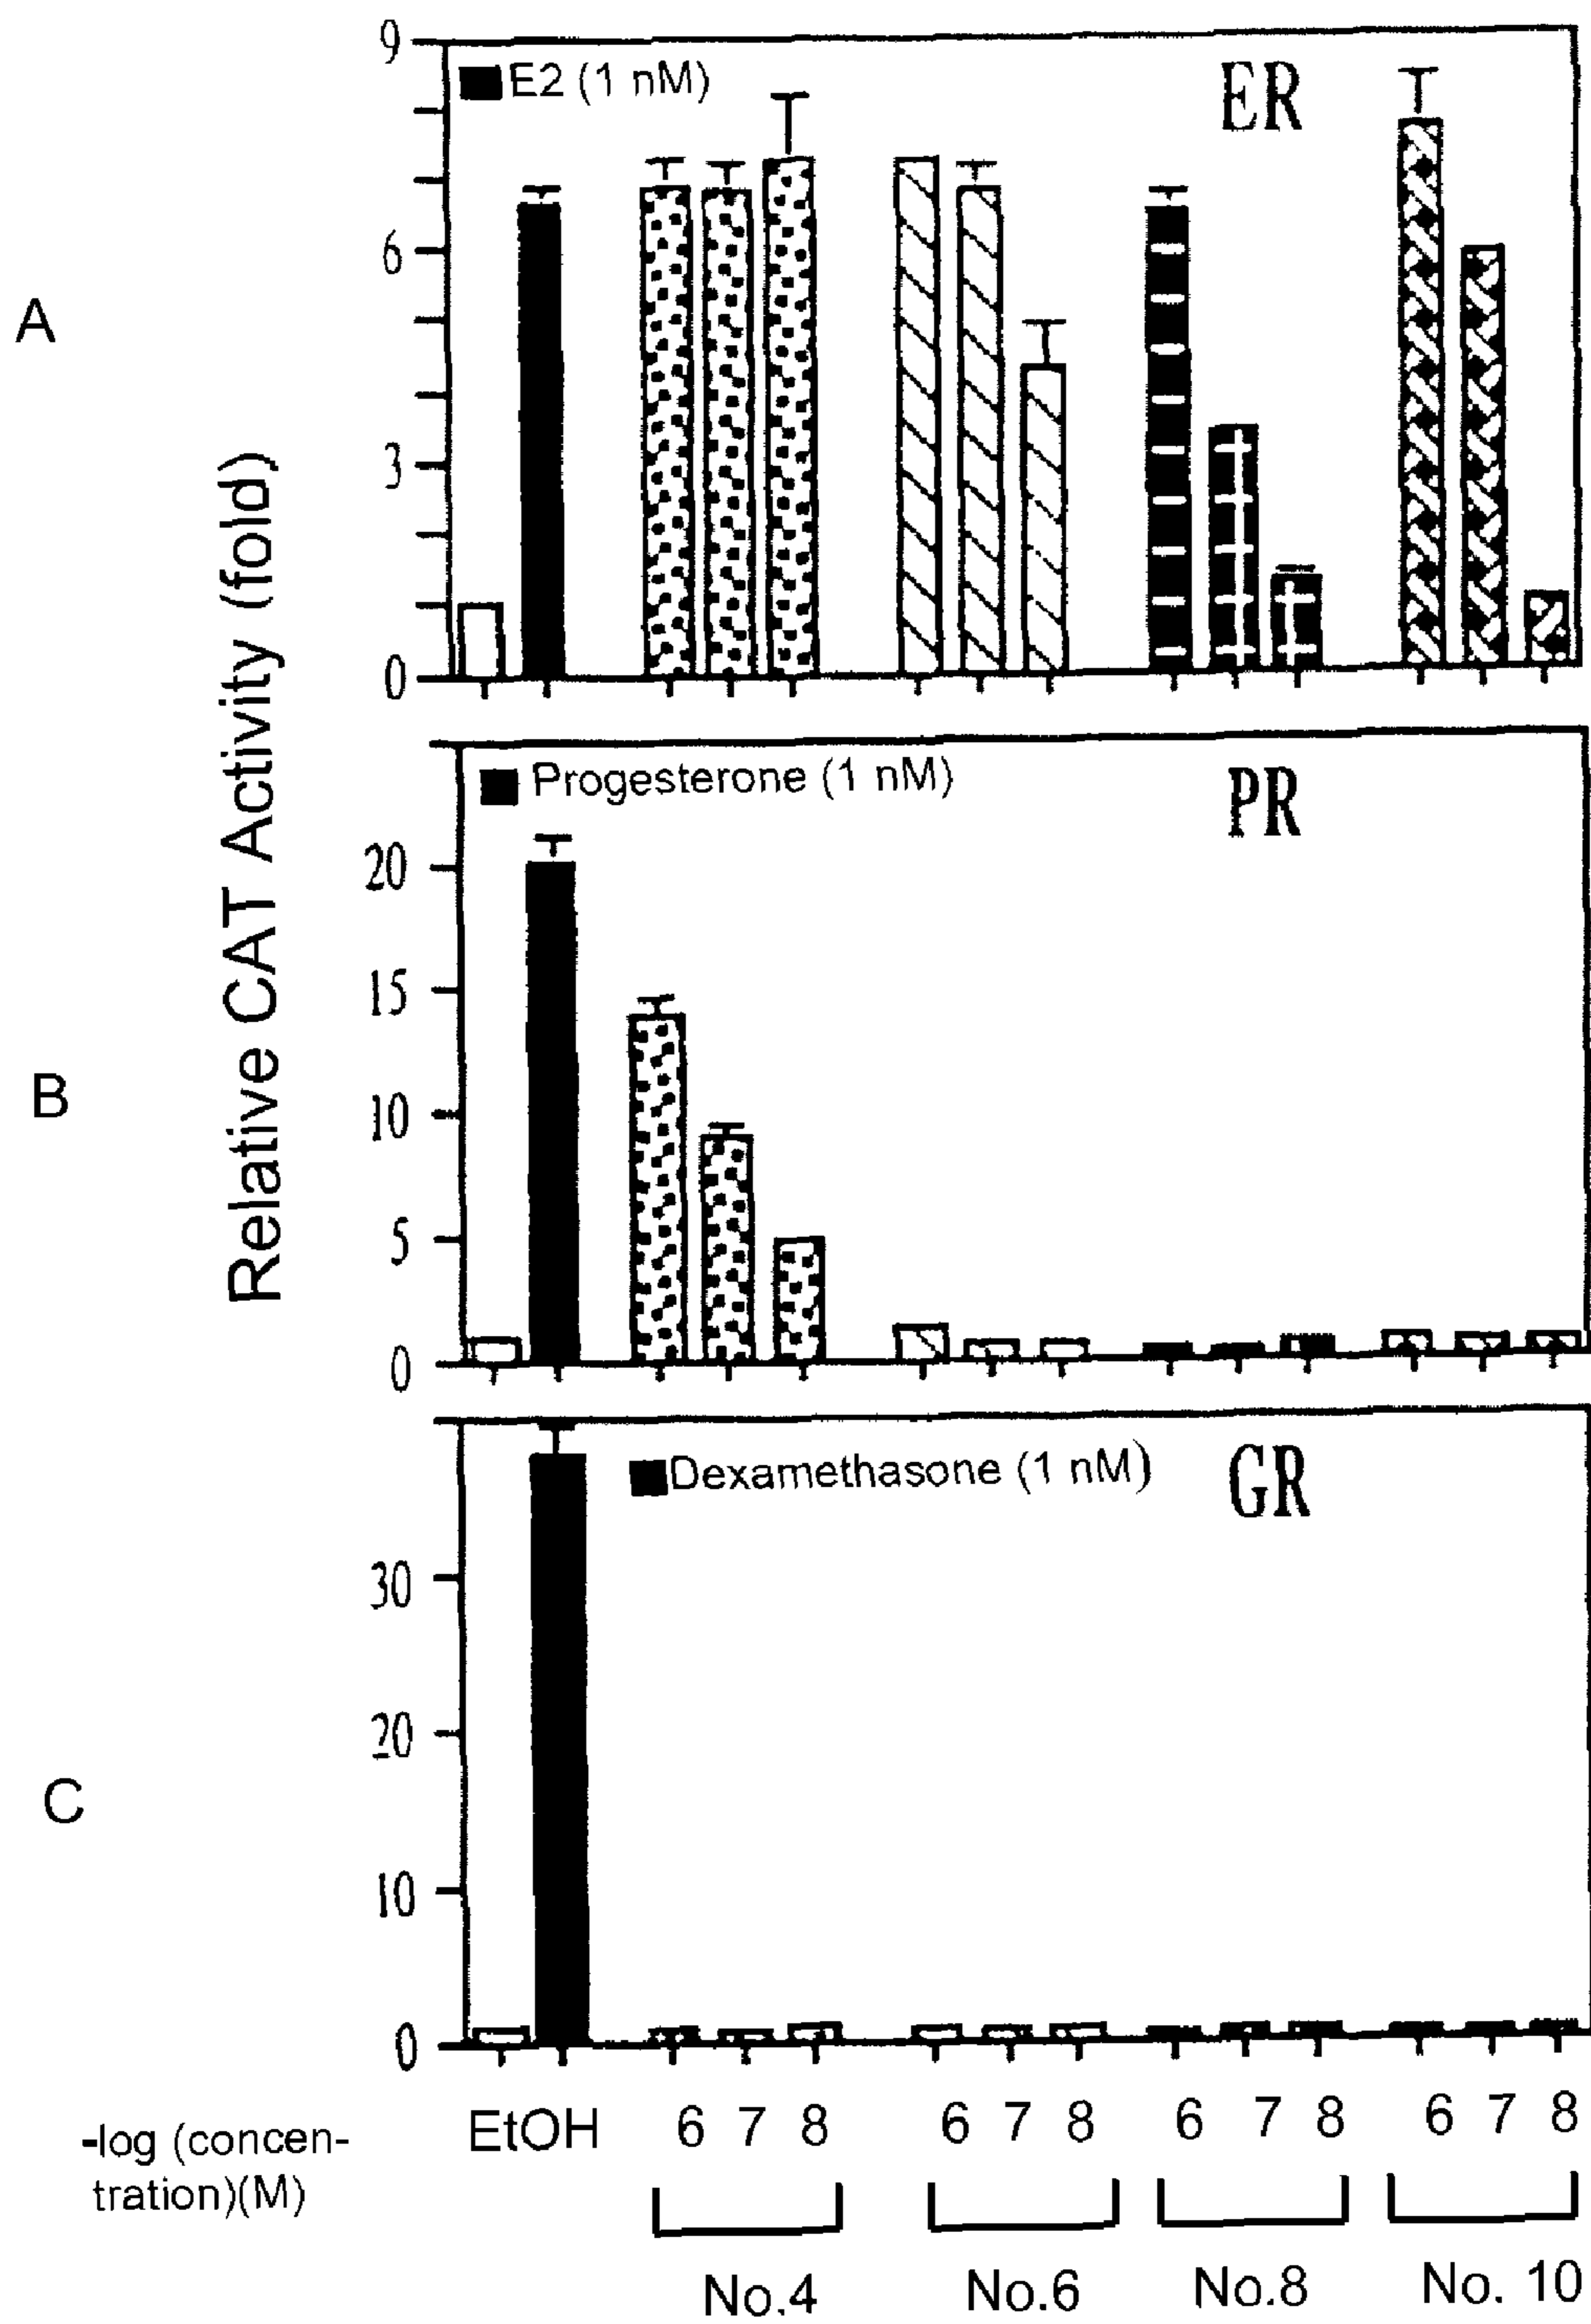 9
E2 (1 nM)
ER
6
A
3
0
Relative CAT Activity (fold)
Progesterone (1 nM)
PR
20
15
B
10
5
0
Dexamethasone (1 nM)
GR
30
20
C
10
0
-log (concen-
tration)(M)
EtOH 6 7 8 6 7 8 6 7 8 6 7 8
No.4 No.6 No.8 No. 10